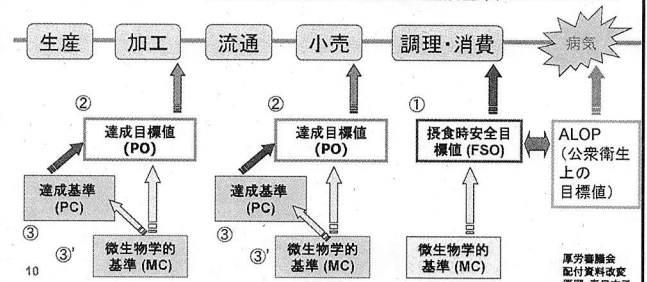 生産
加工
流通
小売
調理・消費
病気
②
②
①
達成目標値
(PO)
達成目標値
(PO)
摂食時安全目
標値 (FSO)
ALOP
(公衆衛生
上の
目標値)
達成基準
(PC)
達成基準
(PC)
③
③
③'
微生物学的
基準 (MC)
③'
微生物学的
基準 (MC)
微生物学的
基準 (MC)
10
厚労審議会
配付資料改変